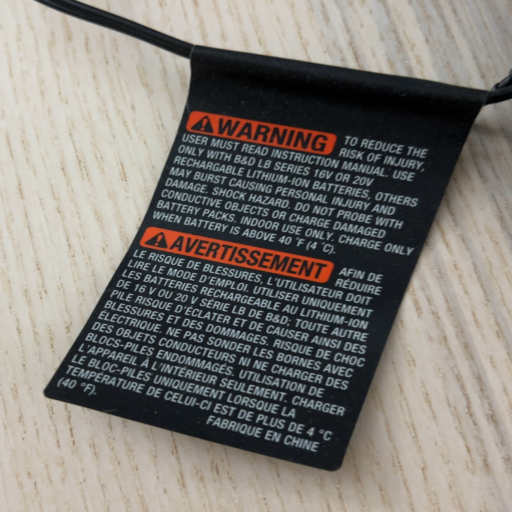 WARNING TO REDUCE THE
RISK OF INJURY,
USER MUST READ INSTRUCTION MANUAL. USE
ONLY WITH B&D LB SERIES 16V OR 20V
RECHARGEABLE LITHIUM-ION BATTERIES, OTHERS
MAY BURST CAUSING PERSONAL INJURY AND
DAMAGE. SHOCK HAZARD. DO NOT PROBE WITH
CONDUCTIVE OBJECTS OR CHARGE DAMAGED
BATTERY PACKS. INDOOR USE ONLY. CHARGE ONLY
WHEN BATTERY IS ABOVE 40 °F (4 °C).
AVERTISSEMENT AFIN DE
RÉDUIRE
LE RISQUE DE BLESSURES, L'UTILISATEUR DOIT
LIRE LE MODE D'EMPLOI. UTILISER UNIQUEMENT
LES BATTERIES RECHARGEABLE AU LITHIUM-ION
DE 16 V OU 20 V SÉRIE LB DE B&D; TOUTE AUTRE
PILE RISQUE D'ÉCLATER ET DE CAUSER AINSI DES
BLESSURES ET DES DOMMAGES. RISQUE DE CHOC
ÉLECTRIQUE. NE PAS SONDER LES BORNES AVEC
DES OBJETS CONDUCTEURS NI NE CHARGER DES
BLOCS-PILES ENDOMMAGÉS. UTILISATION DE
L'APPAREIL À L'INTÉRIEUR SEULEMENT. CHARGER
LE BLOC-PILES UNIQUEMENT LORSQUE LA
TEMPÉRATURE DE CELUI-CI EST DE PLUS DE 4 °C
(40 °F).
FABRIQUE EN CHINE